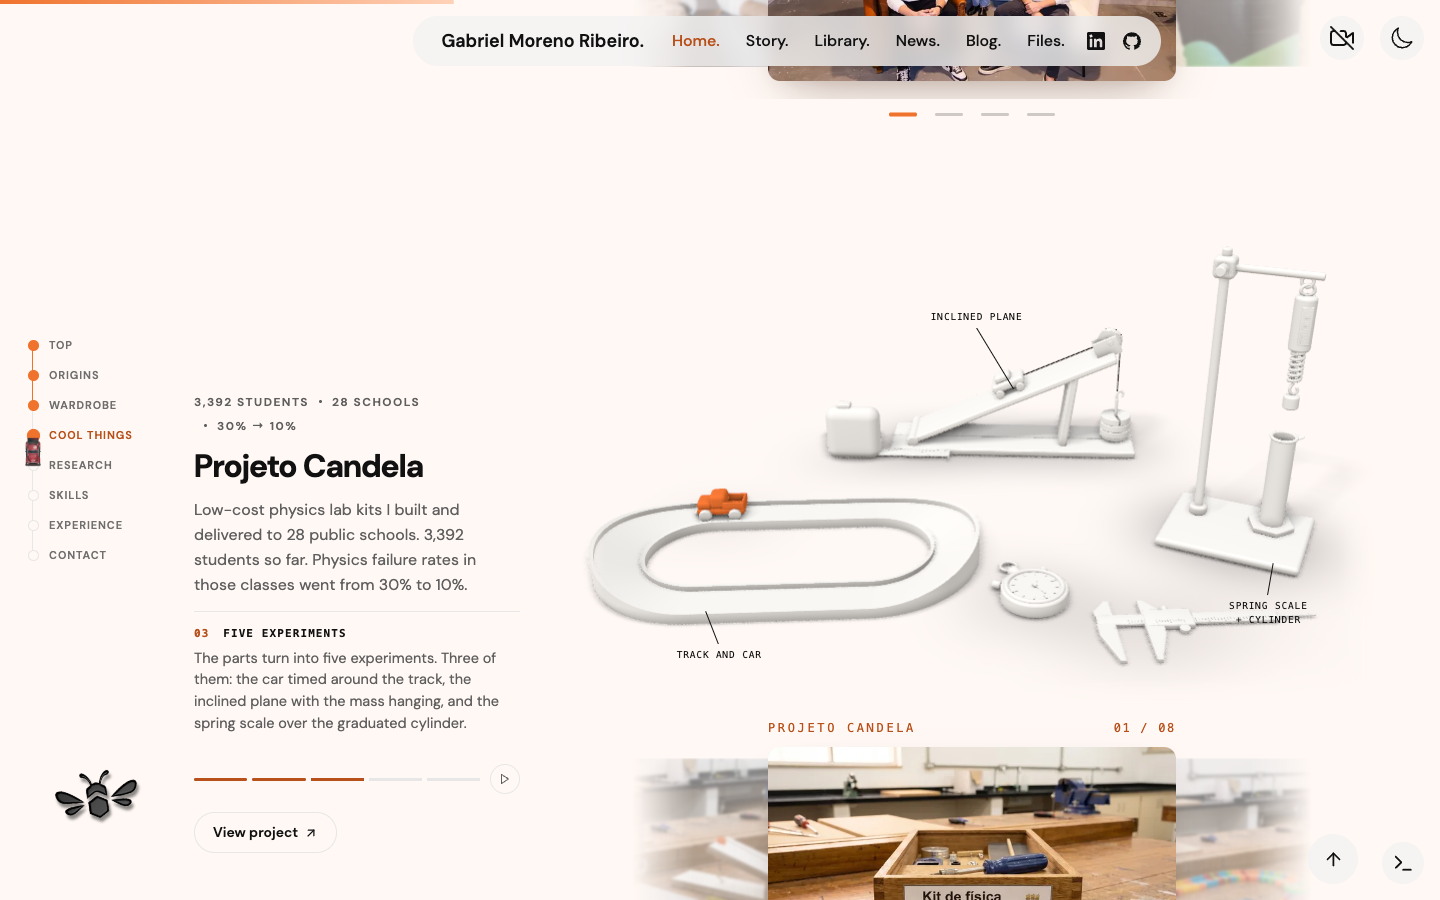 Gabriel Moreno Ribeiro.
Home.
Story.
Library.
News.
Blog.
Files.
TOP
ORIGINS
WARDROBE
COOL THINGS
RESEARCH
SKILLS
EXPERIENCE
CONTACT
3,392 STUDENTS • 28 SCHOOLS
• 30% → 10%
Projeto Candela
Low-cost physics lab kits I built and
delivered to 28 public schools. 3,392
students so far. Physics failure rates in
those classes went from 30% to 10%.
03 FIVE EXPERIMENTS
The parts turn into five experiments. Three of
them: the car timed around the track, the
inclined plane with the mass hanging, and the
spring scale over the graduated cylinder.
View project
INCLINED PLANE
SPRING SCALE
+ CYLINDER
TRACK AND CAR
PROJETO CANDELA
01 / 08
Kit de física